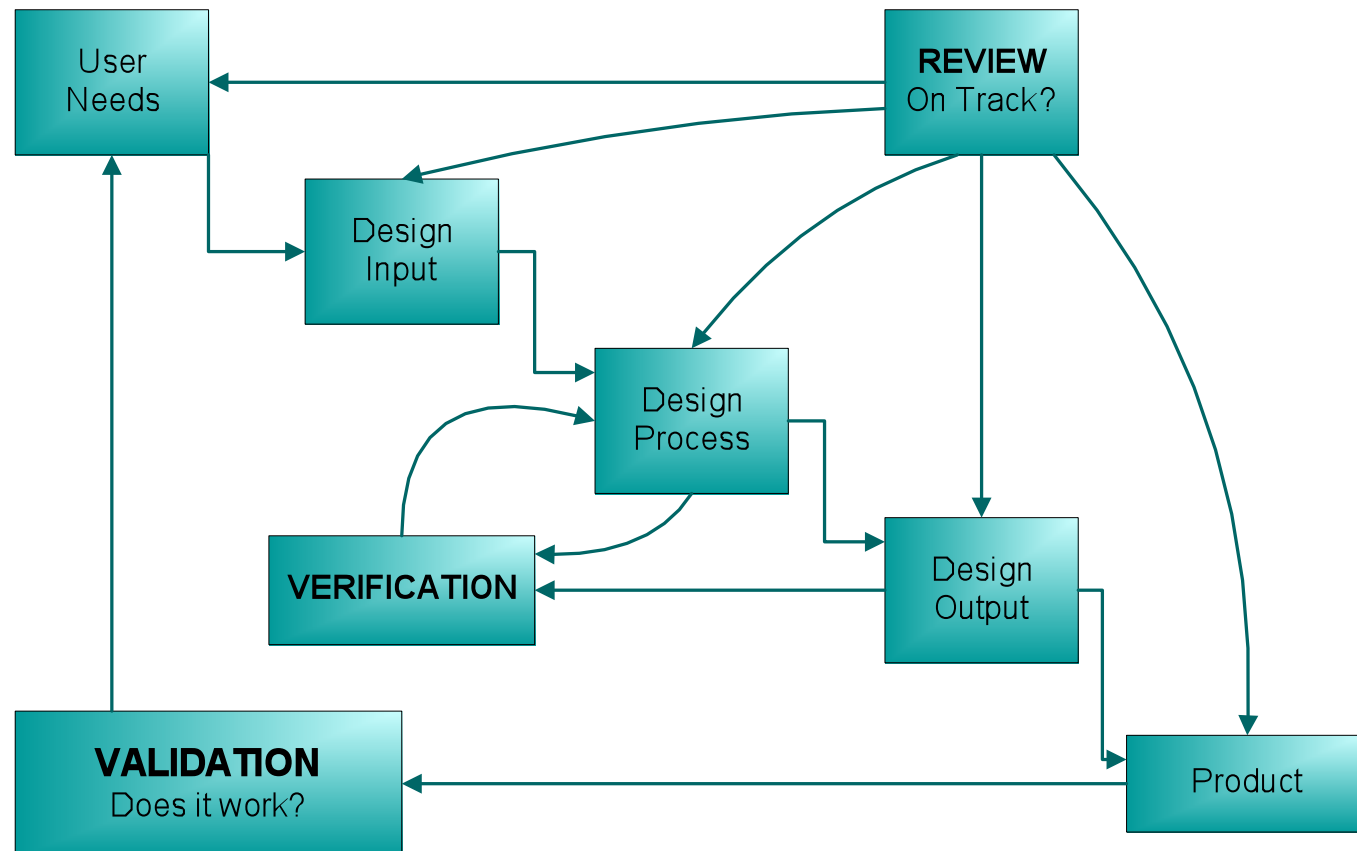 User
Needs
REVIEW
On Track?
Design
Input
Design
Process
VERIFICATION
Design
Output
VALIDATION
Does it work?
Product